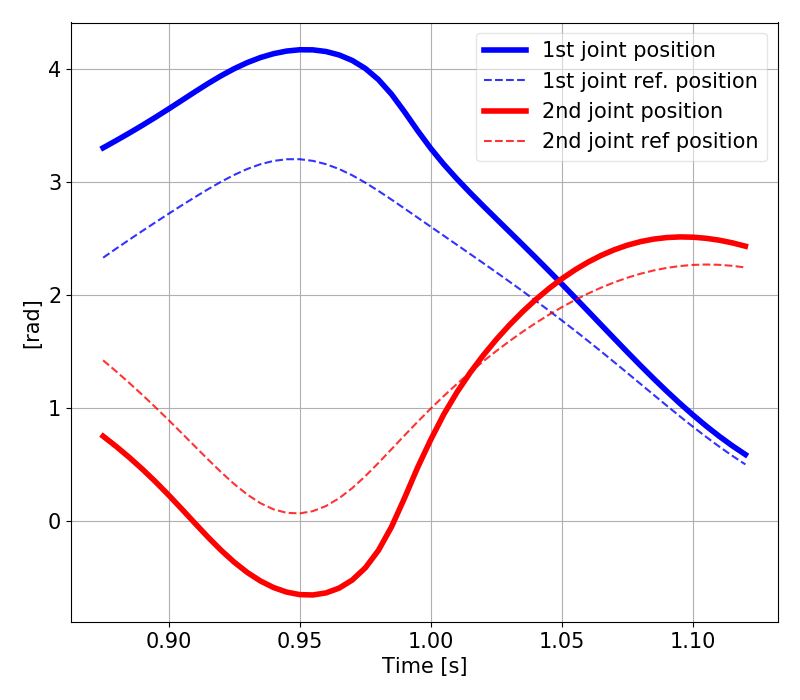 1st joint position
1st joint ref. position
2nd joint position
2nd joint ref position
4
3
2
1
0
[rad]
0.90 0.95 1.00 1.05 1.10
Time [s]